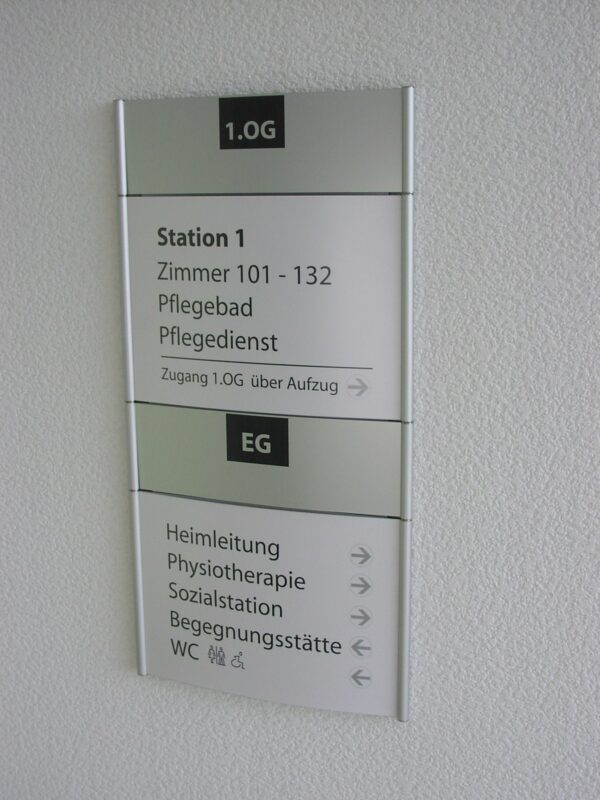 1.OG
Station 1
Zimmer 101 - 132
Pflegebad
Pflegedienst
Zugang 1.OG über Aufzug
EG
Heimleitung
Physiotherapie
Sozialstation
Begegnungsstätte
WC